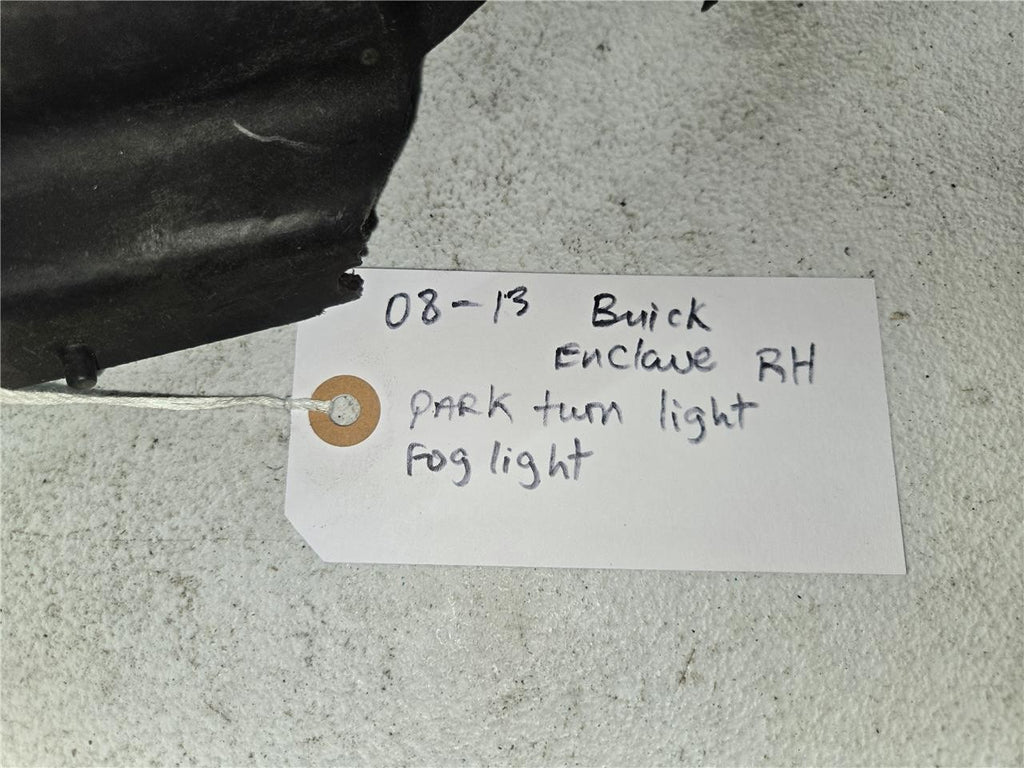 08-13 Buick
Enclave RH
PARK turn light
Fog light